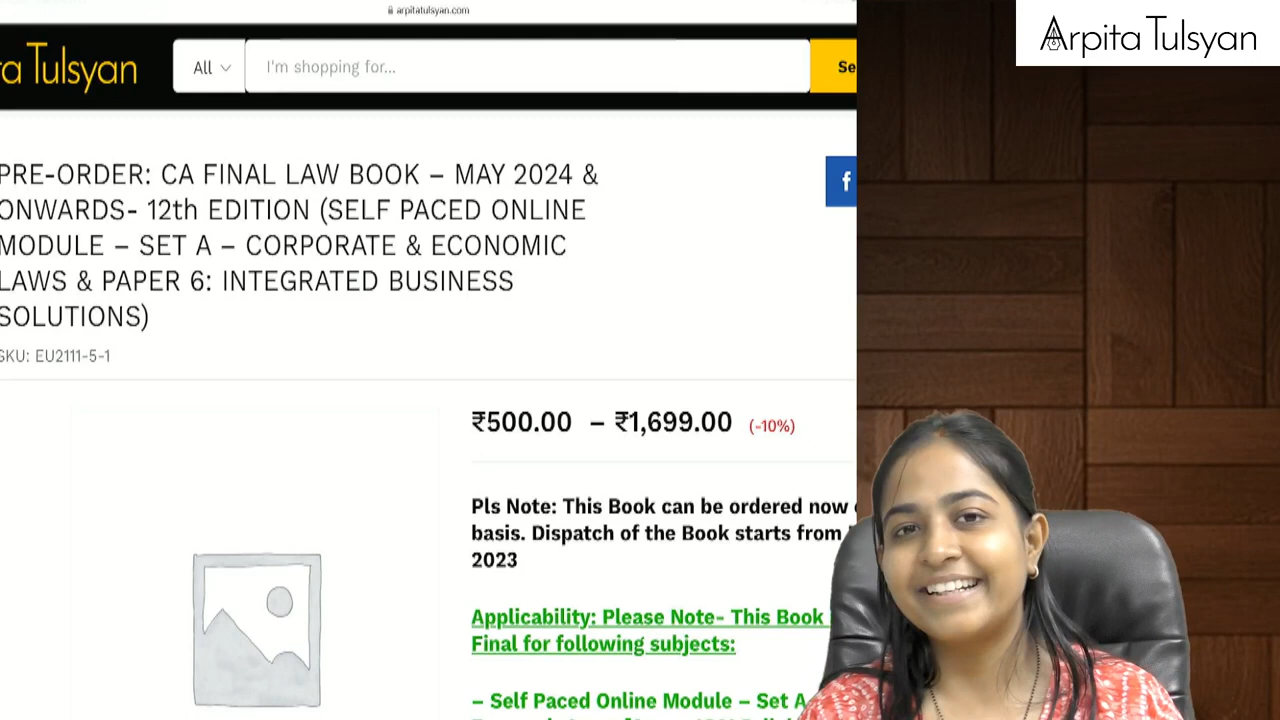 arpitatulsyan.com
Arpita Tulsyan
ta Tulsyan
All
I'm shopping for...
Se
PRE-ORDER: CA FINAL LAW BOOK – MAY 2024 &
ONWARDS- 12th EDITION (SELF PACED ONLINE
MODULE – SET A – CORPORATE & ECONOMIC
LAWS & PAPER 6: INTEGRATED BUSINESS
SOLUTIONS)
f
SKU: EU2111-5-1
₹500.00 – ₹1,699.00 (-10%)
Pls Note: This Book can be ordered now
basis. Dispatch of the Book starts from
2023
Applicability: Please Note- This Book
Final for following subjects:
– Self Paced Online Module – Set A